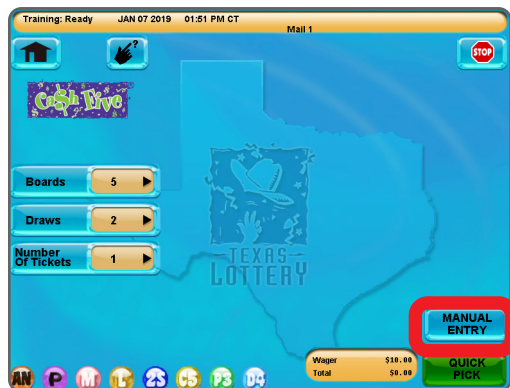 Training: Ready JAN 07 2019 01:51 PM CT
Mail 1
?
STOP
Cash Five
Boards 5
Draws 2
Number
Of Tickets 1
TEXAS
LOTTERY
MANUAL
ENTRY
Wager $10.00
Total $0.00
QUICK
PICK
AN P M L 2S C5 P3 D4